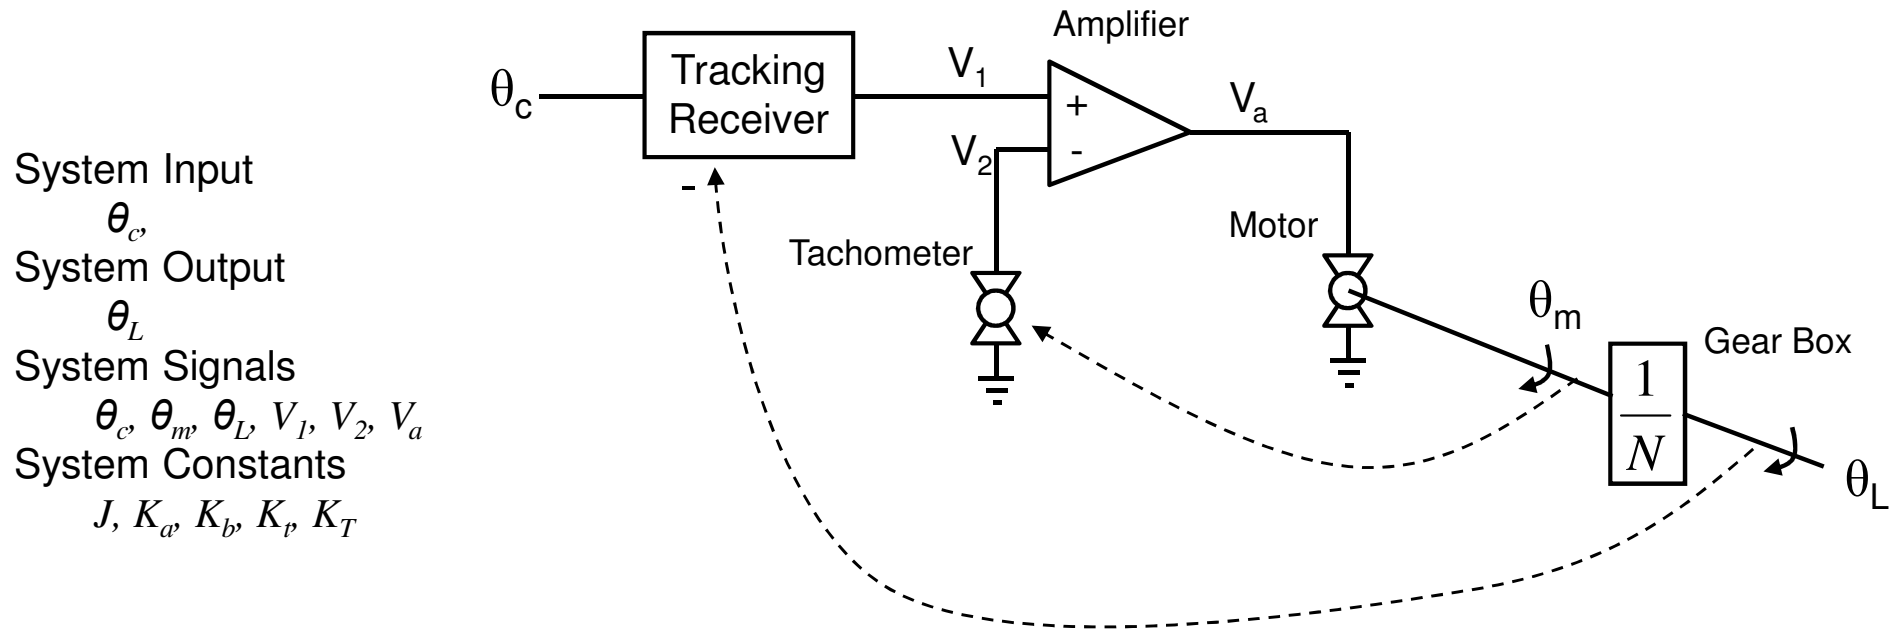 System Input
θc,
System Output
θL
System Signals
θc, θm, θL, V1, V2, Va
System Constants
J, Ka, Kb, Kt, KT
θc
Tracking
Receiver
-
V1
V2
Amplifier
+
-
Va
Tachometer
Motor
θm
Gear Box
1
N
θL